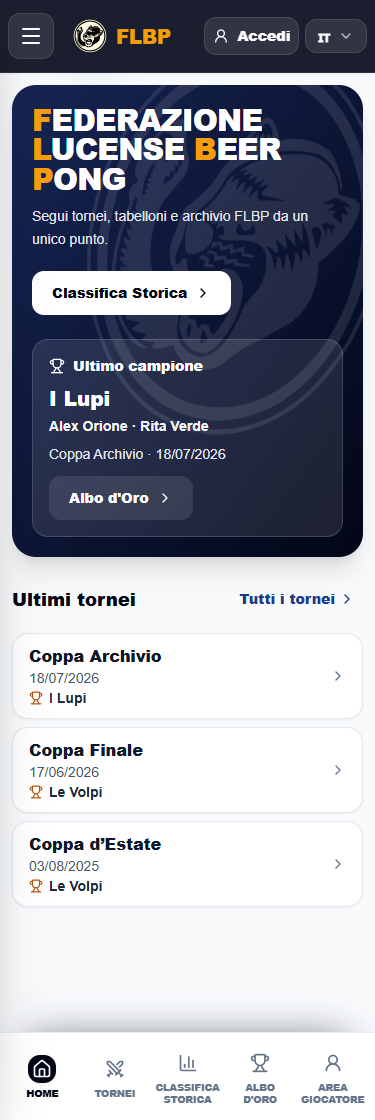 FLBP
Accedi
IT
FEDERAZIONE
LUCENSE BEER
PONG
Segui tornei, tabelloni e archivio FLBP da un
unico punto.
Classifica Storica
Ultimo campione
I Lupi
Alex Orione · Rita Verde
Coppa Archivio · 18/07/2026
Albo d'Oro
Ultimi tornei
Tutti i tornei
Coppa Archivio
18/07/2026
I Lupi
Coppa Finale
17/06/2026
Le Volpi
Coppa d’Estate
03/08/2025
Le Volpi
HOME
TORNEI
CLASSIFICA
STORICA
ALBO
D'ORO
AREA
GIOCATORE